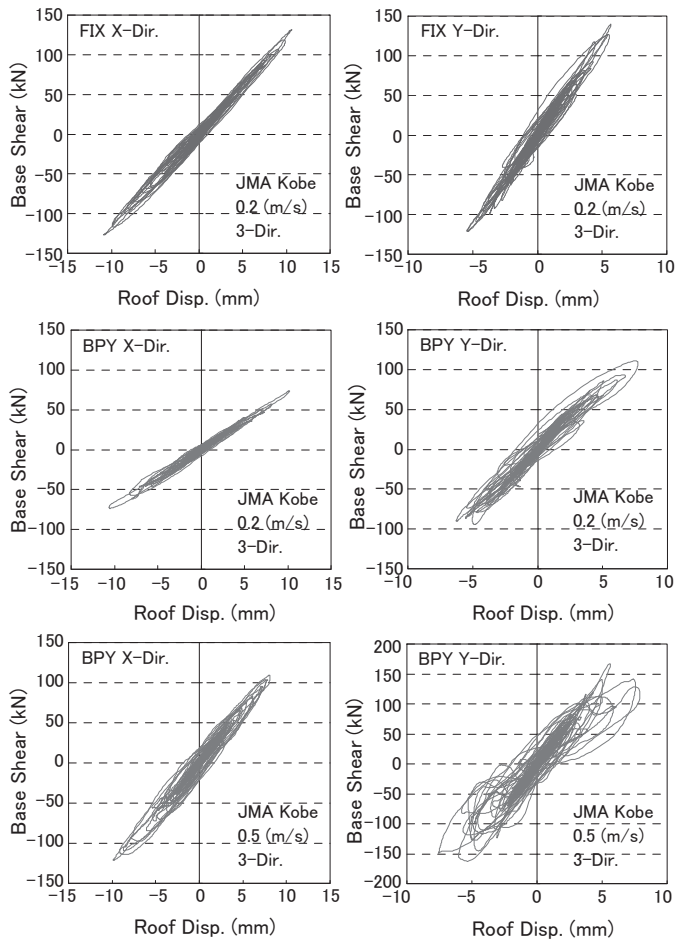 FIX X-Dir.
150
100
50
0
−50
−100
−150
Base Shear (kN)
JMA Kobe
0.2 (m/s)
3-Dir.
−15 −10 −5 0 5 10 15
Roof Disp. (mm)
FIX Y-Dir.
150
100
50
0
−50
−100
−150
Base Shear (kN)
JMA Kobe
0.2 (m/s)
3-Dir.
−10 −5 0 5 10
Roof Disp. (mm)
BPY X-Dir.
150
100
50
0
−50
−100
−150
Base Shear (kN)
JMA Kobe
0.2 (m/s)
3-Dir.
−15 −10 −5 0 5 10 15
Roof Disp. (mm)
BPY Y-Dir.
150
100
50
0
−50
−100
−150
Base Shear (kN)
JMA Kobe
0.2 (m/s)
3-Dir.
−10 −5 0 5 10
Roof Disp. (mm)
BPY X-Dir.
150
100
50
0
−50
−100
−150
Base Shear (kN)
JMA Kobe
0.5 (m/s)
3-Dir.
−15 −10 −5 0 5 10 15
Roof Disp. (mm)
BPY Y-Dir.
200
150
100
50
0
−50
−100
−150
−200
Base Shear (kN)
JMA Kobe
0.5 (m/s)
3-Dir.
−10 −5 0 5 10
Roof Disp. (mm)